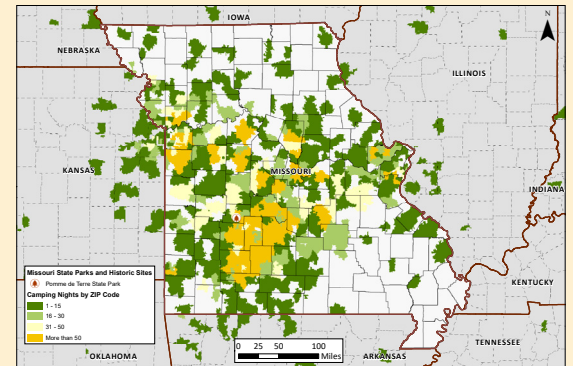 IOWA
N
NEBRASKA
ILLINOIS
KANSAS
MISSOURI
INDIANA
Missouri State Parks and Historic Sites
Pomme de Terre State Park
Camping Nights by ZIP Code
1 - 15
16 - 30
31 - 50
More than 50
KENTUCKY
TENNESSEE
0 25 50 100
Miles
OKLAHOMA
ARKANSAS